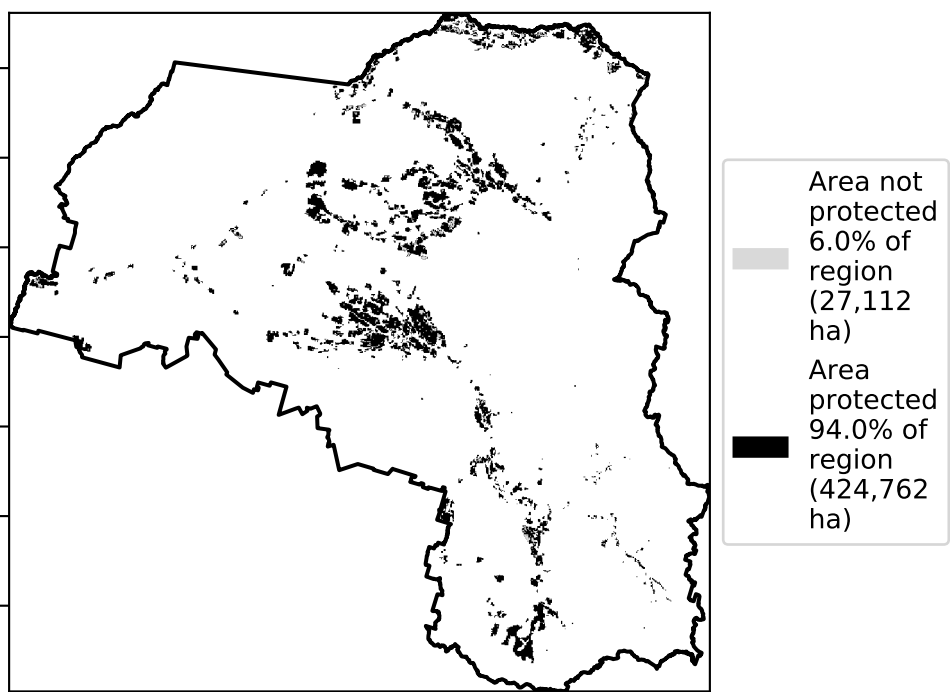 Area not
protected
6.0% of
region
(27,112
ha)
Area
protected
94.0% of
region
(424,762
ha)